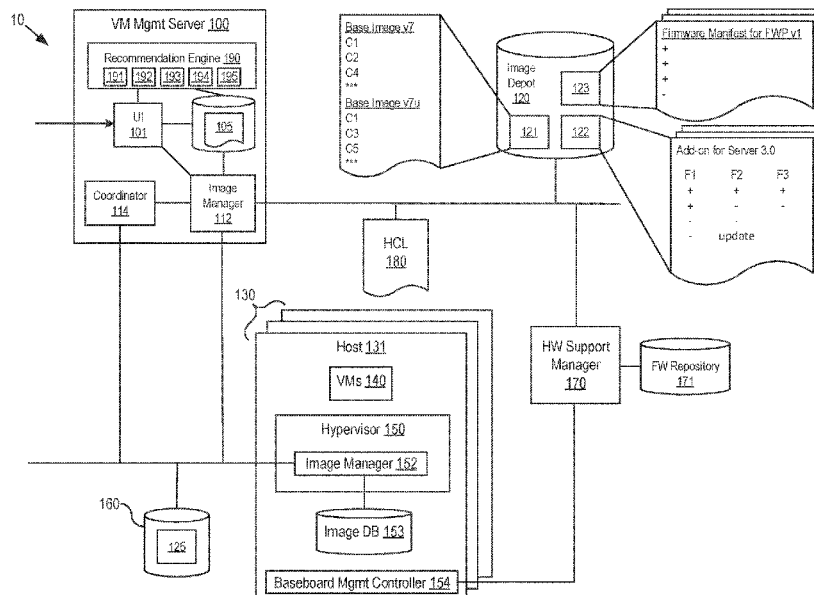 10
VM Mgmt Server 100
Recommendation Engine 190
191 192 193 194 195
UI
101
105
Coordinator
114
Image
Manager
112
Base Image v7
C1
C2
C4
***
Base Image v7u
C1
C3
C5
***
Image
Depot
120
123
121
122
Firmware Manifest for FWP v1
+
+
+
-
Add-on for Server 3.0
F1 F2 F3
+ + +
+ - -
- -
- update
HCL
180
130
Host 131
VMs 140
Hypervisor 150
Image Manager 152
Image DB 153
Baseboard Mgmt Controller 154
HW Support
Manager
170
FW Repository
171
160
125